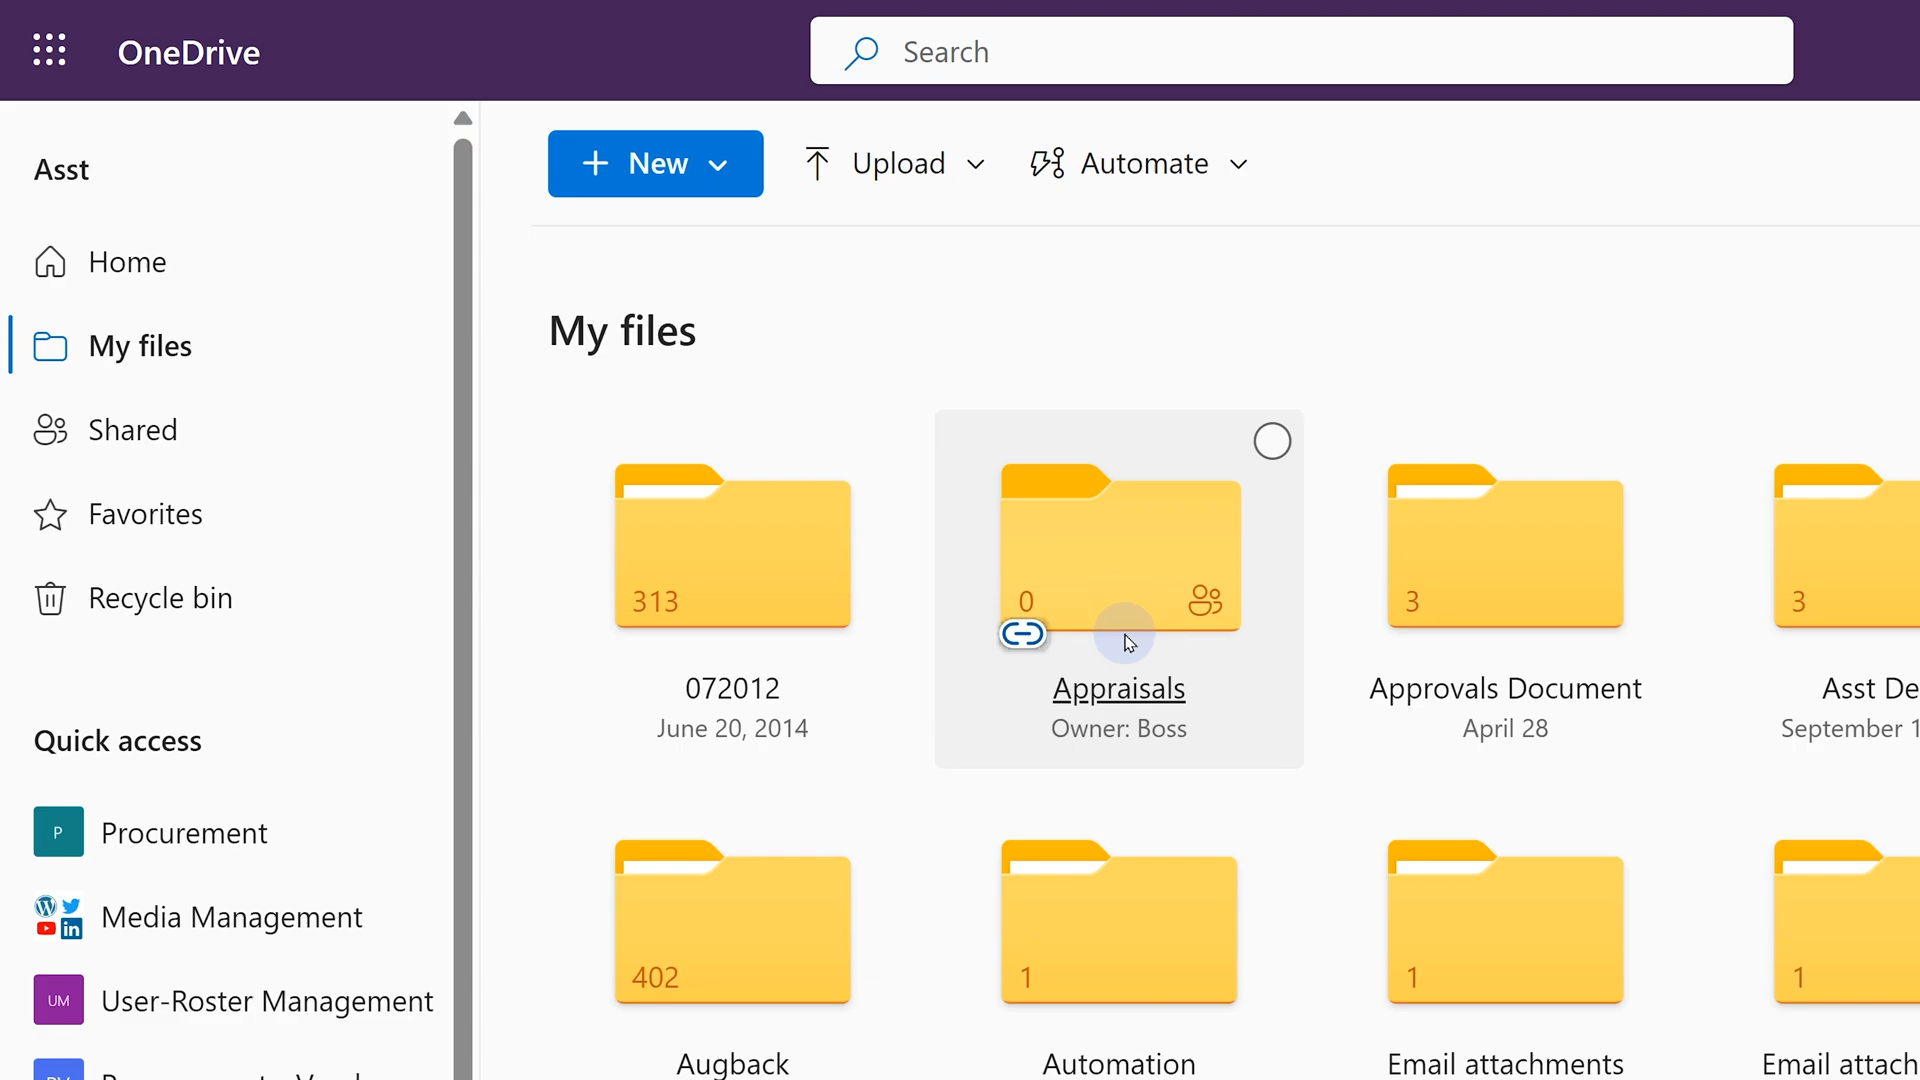 OneDrive
Search
Asst
Home
My files
Shared
Favorites
Recycle bin
Quick access
P Procurement
Media Management
UM User-Roster Management
New
Upload
Automate
My files
313
0
3
3
072012
Appraisals
Approvals Document
Asst De
June 20, 2014
Owner: Boss
April 28
September 1
402
1
1
1
Augback
Automation
Email attachments
Email attach